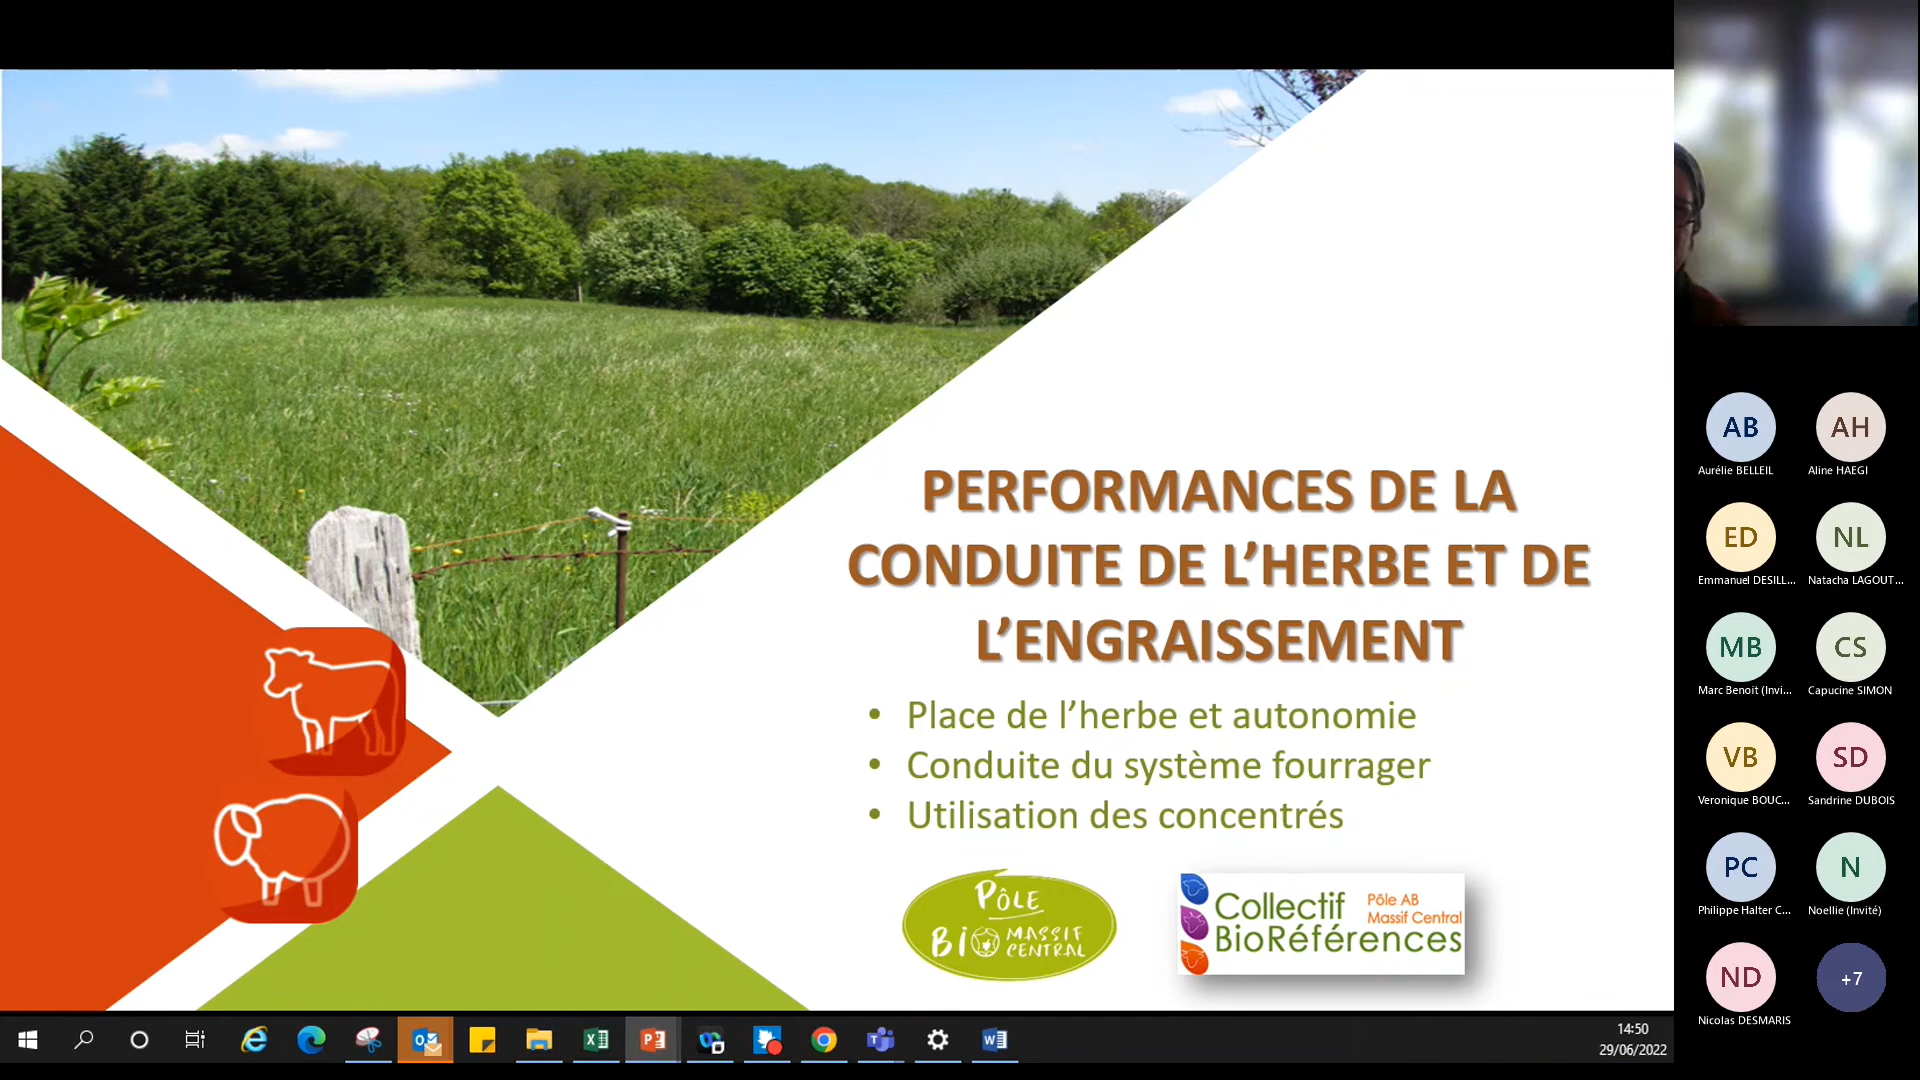 PERFORMANCES DE LA
CONDUITE DE L’HERBE ET DE
L’ENGRAISSEMENT
• Place de l’herbe et autonomie
• Conduite du système fourrager
• Utilisation des concentrés
PÔLE
BIO MASSIF
CENTRAL
Collectif
BioRéférences
Pôle AB
Massif Central
AB
Aurélie BELLEIL
AH
Aline HAEGI
ED
Emmanuel DESILL...
NL
Natacha LAGOUT...
MB
Marc Benoit (Invi...
CS
Capucine SIMON
VB
Veronique BOUC...
SD
Sandrine DUBOIS
PC
Philippe Halter C...
N
Noellie (Invité)
ND
Nicolas DESMARIS
+7
14:50
29/06/2022